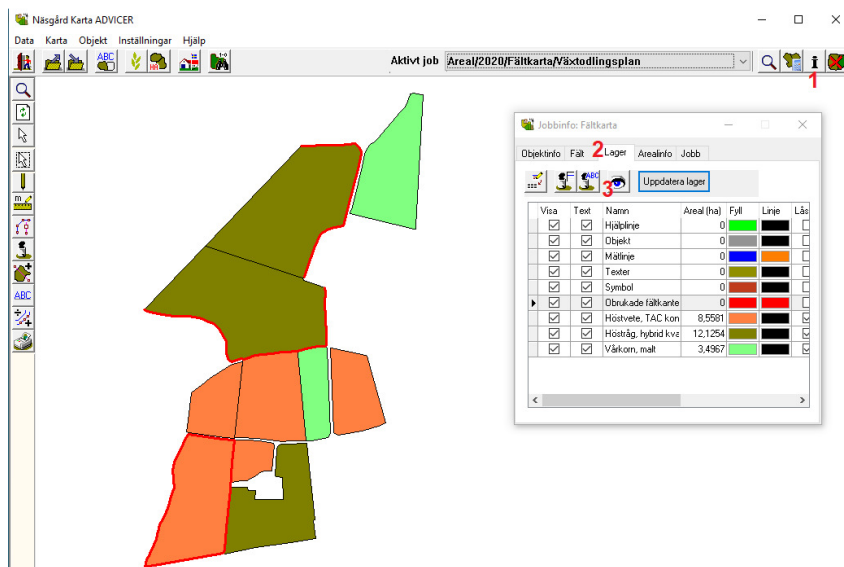 Näsgård Karta ADVICER
Data Karta Objekt Inställningar Hjälp
ABC
HH
Aktivt job Areal/2020/Fältkarta/Växtodlingsplan
i
1
Jobbinfo: Fältkarta
Objektinfo Fält 2 Lager Arealinfo Jobb
F ABC 3 Uppdatera lager
Visa Text Namn Areal (ha) Fyll Linje Lås
Hjälplinje 0
Objekt 0
Mätlinje 0
Texter 0
Symbol 0
Obrukade fältkante 0
Höstvete, TAC kon 8,5581
Höstråg, hybrid kva 12,1254
Vårkorn, malt 3,4967
m
ABC